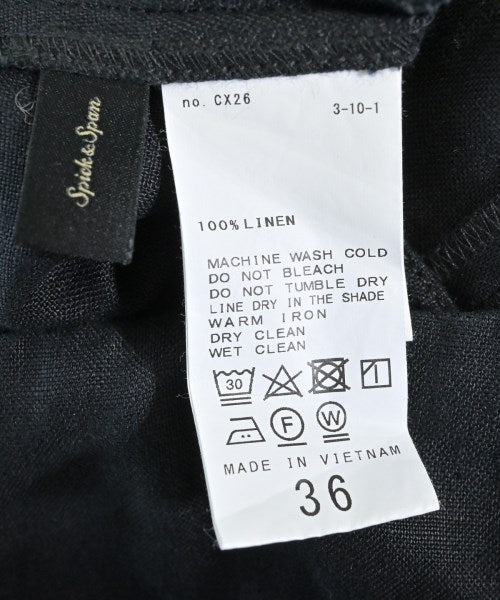 Spick & Span
no. CX26
3-10-1
100% LINEN
MACHINE WASH COLD
DO NOT BLEACH
DO NOT TUMBLE DRY
LINE DRY IN THE SHADE
WARM IRON
DRY CLEAN
WET CLEAN
30
F W
MADE IN VIETNAM
36